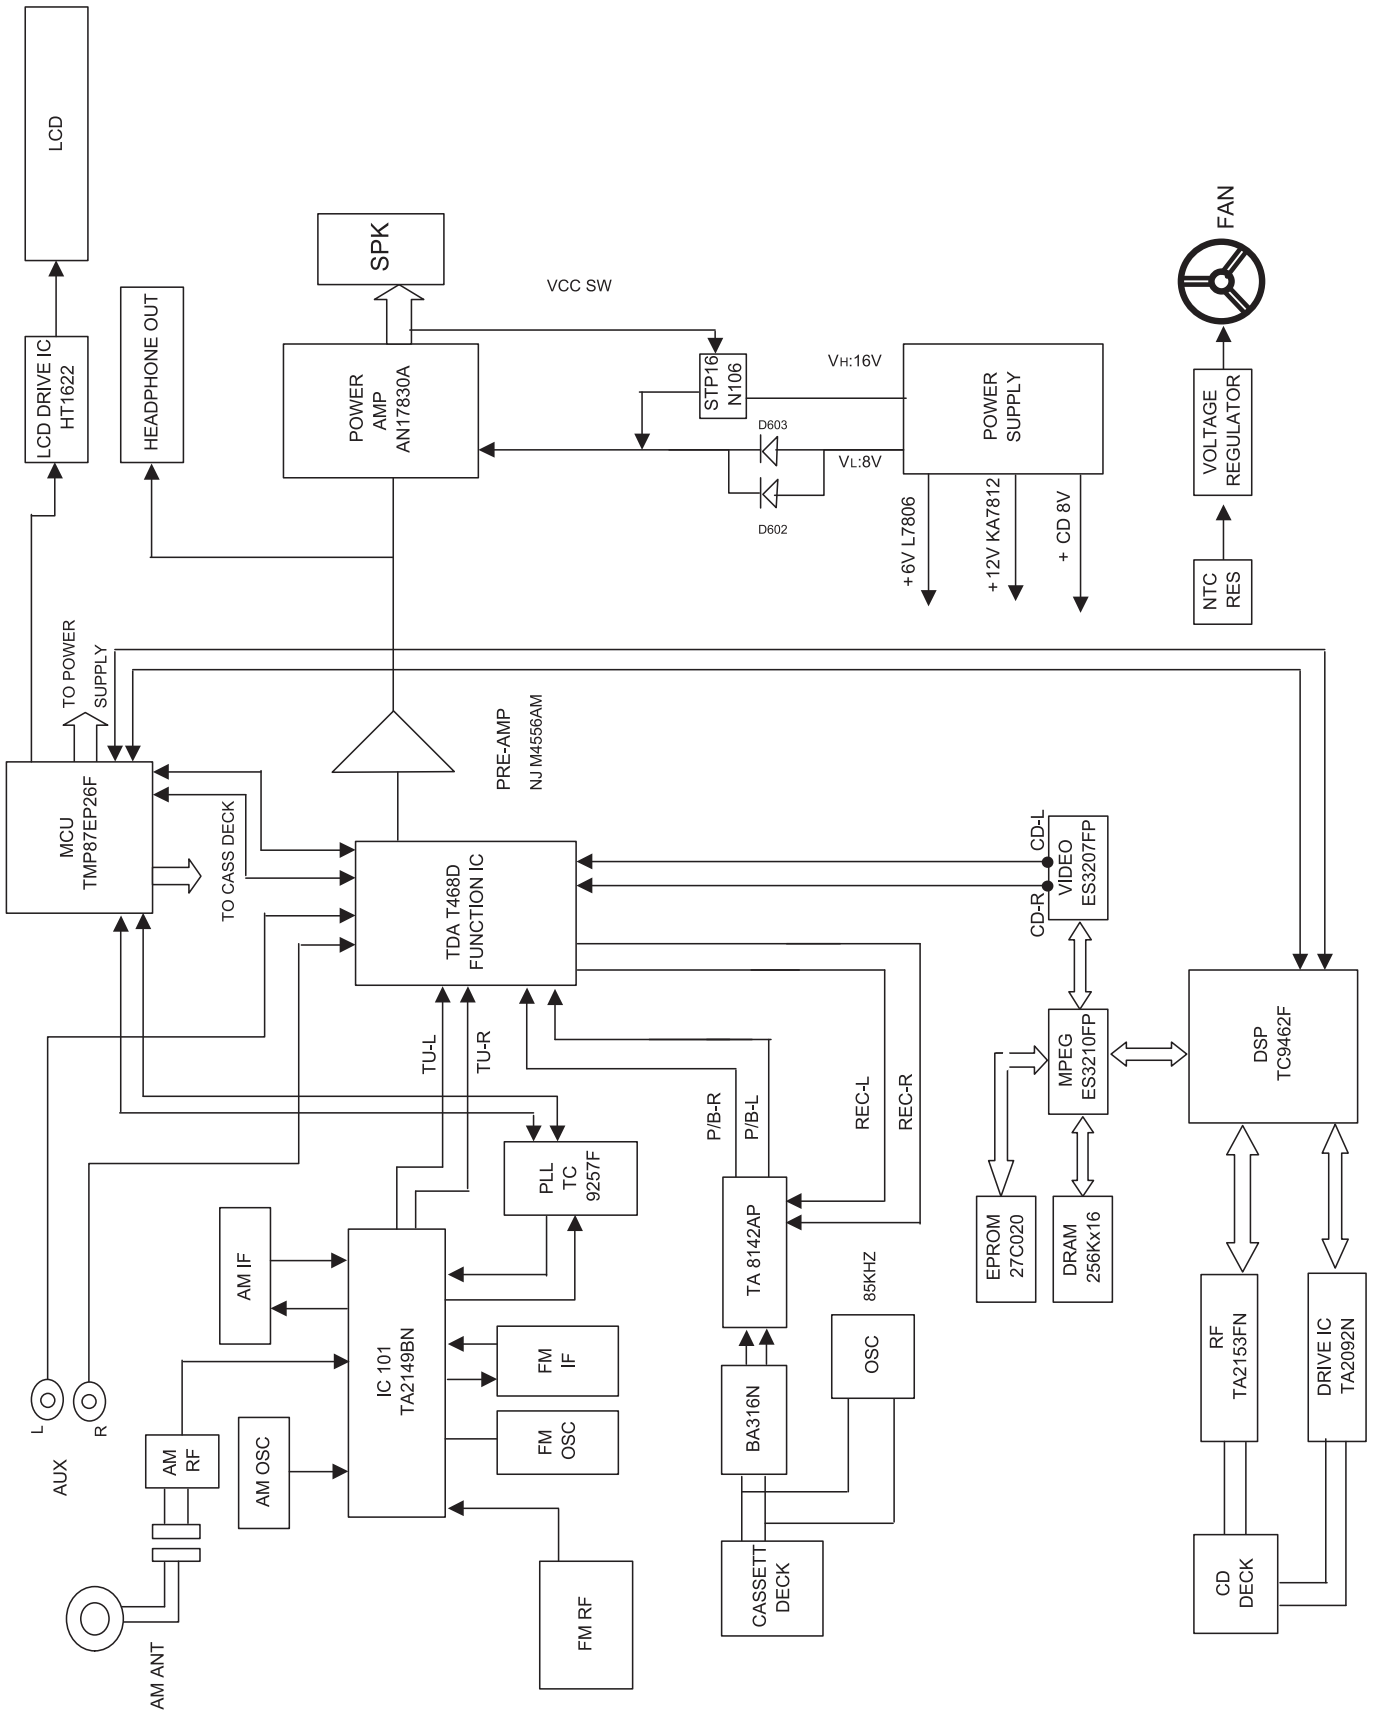 LCD
LCD DRIVE IC
HT1622
HEADPHONE OUT
SPK
POWER
AMP
AN17830A
VCC SW
STP16
N106
VH:16V
D603
VL:8V
D602
POWER
SUPPLY
+6V L7806
+12V KA7812
+ CD 8V
FAN
VOLTAGE
REGULATOR
NTC
RES
TO POWER
SUPPLY
MCU
TMP87EP26F
TO CASS DECK
PRE-AMP
NJ M4556AM
TDA T468D
FUNCTION IC
CD-L
CD-R
VIDEO
ES3207FP
MPEG
ES3210FP
DSP
TC9462F
EPROM
27C020
DRAM
256Kx16
RF
TA2153FN
DRIVE IC
TA2092N
CD
DECK
TU-L
TU-R
P/B-R
P/B-L
REC-L
REC-R
PLL
TC
9257F
TA 8142AP
85KHZ
OSC
BA316N
CASSETT
DECK
AM IF
IC 101
TA2149BN
FM
IF
FM
OSC
FM RF
AM OSC
AM
RF
L
R
AUX
AM ANT